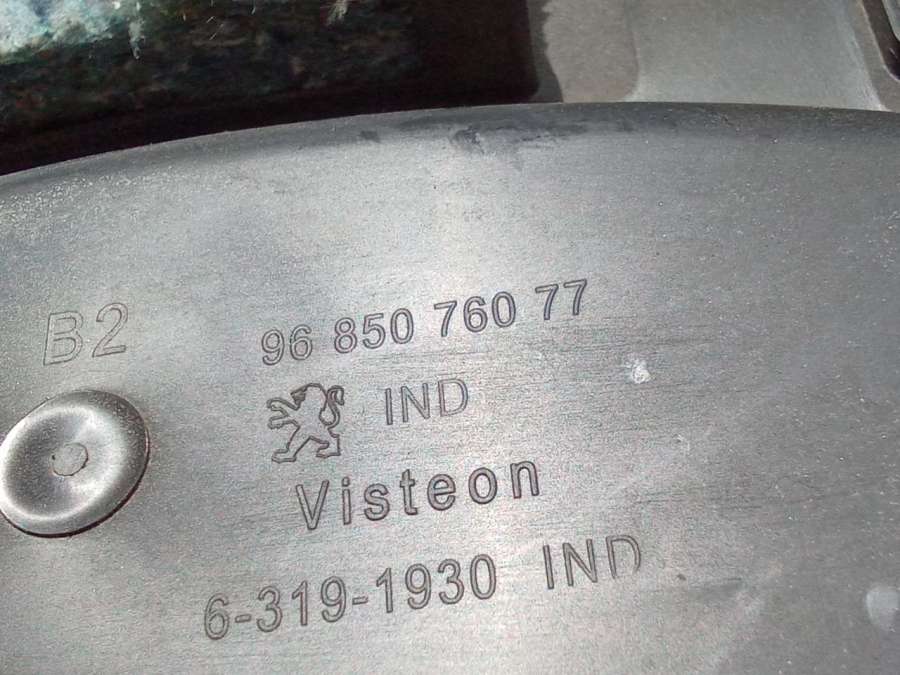 B2
96 850 760 77
IND
Visteon
6-319-1930 IND